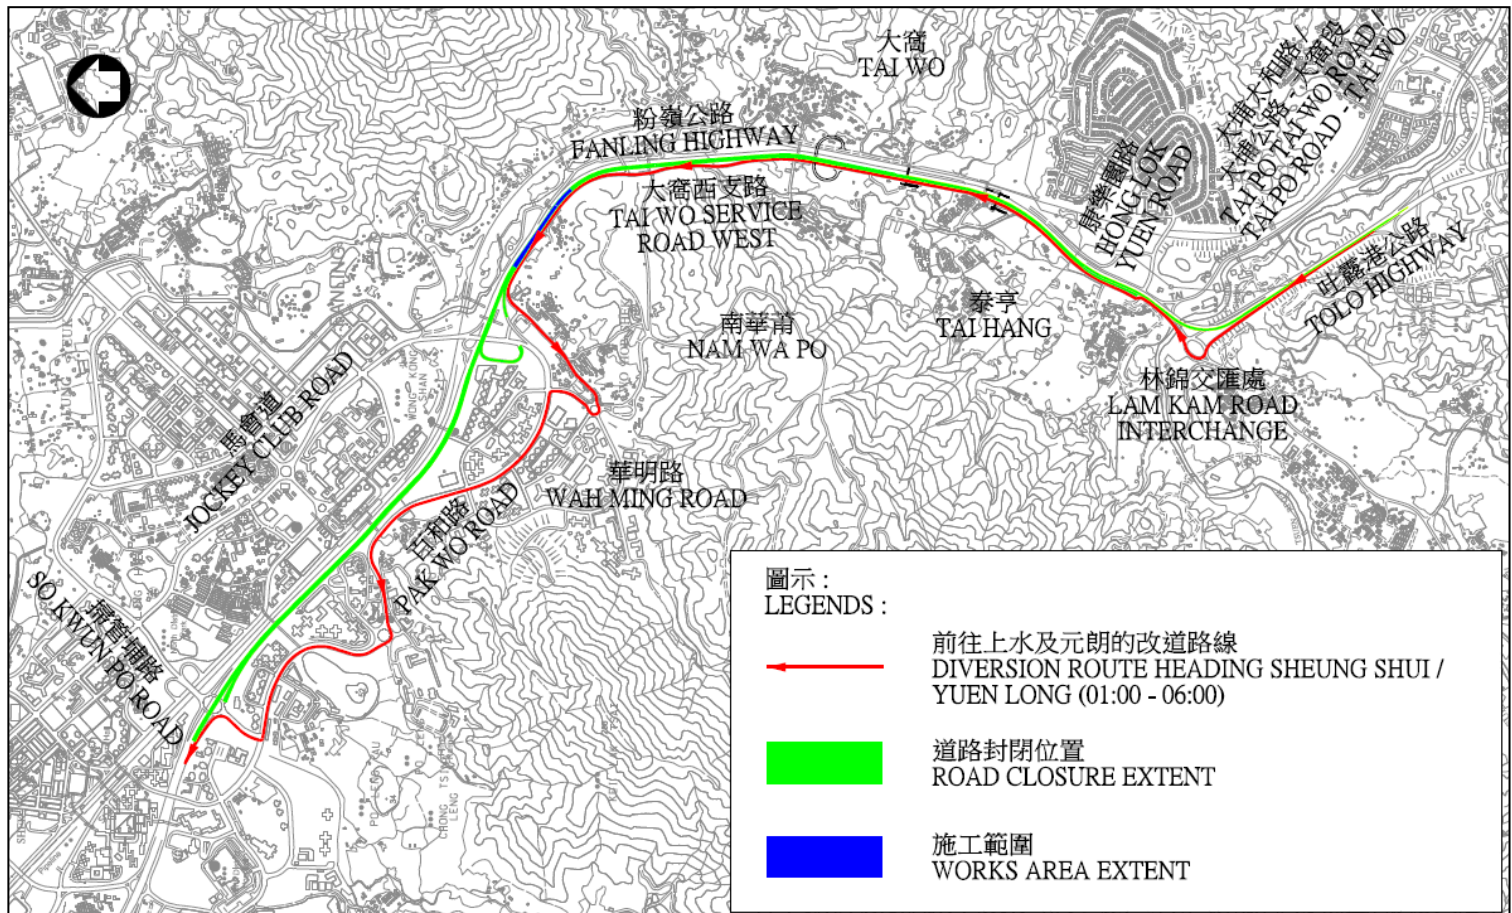 大窩
TAI WO
粉嶺公路
FANLING HIGHWAY
大窩西支路
TAI WO SERVICE
ROAD WEST
康樂園路
HONG LOK
YUEN ROAD
大埔太和路 /
大埔公路 - 大窩段
TAI PO TAI WO ROAD /
TAI PO ROAD - TAI WO
吐露港公路
TOLO HIGHWAY
泰亨
TAI HANG
南華莆
NAM WA PO
林錦交匯處
LAM KAM ROAD
INTERCHANGE
馬會道
JOCKEY CLUB ROAD
WONG KONG
SHAN
華明路
WAH MING ROAD
百和路
PAK WO ROAD
掃管埔路
SO KWUN PO ROAD
圖示 :
LEGENDS :
前往上水及元朗的改道路線
DIVERSION ROUTE HEADING SHEUNG SHUI /
YUEN LONG (01:00 - 06:00)
道路封閉位置
ROAD CLOSURE EXTENT
施工範圍
WORKS AREA EXTENT